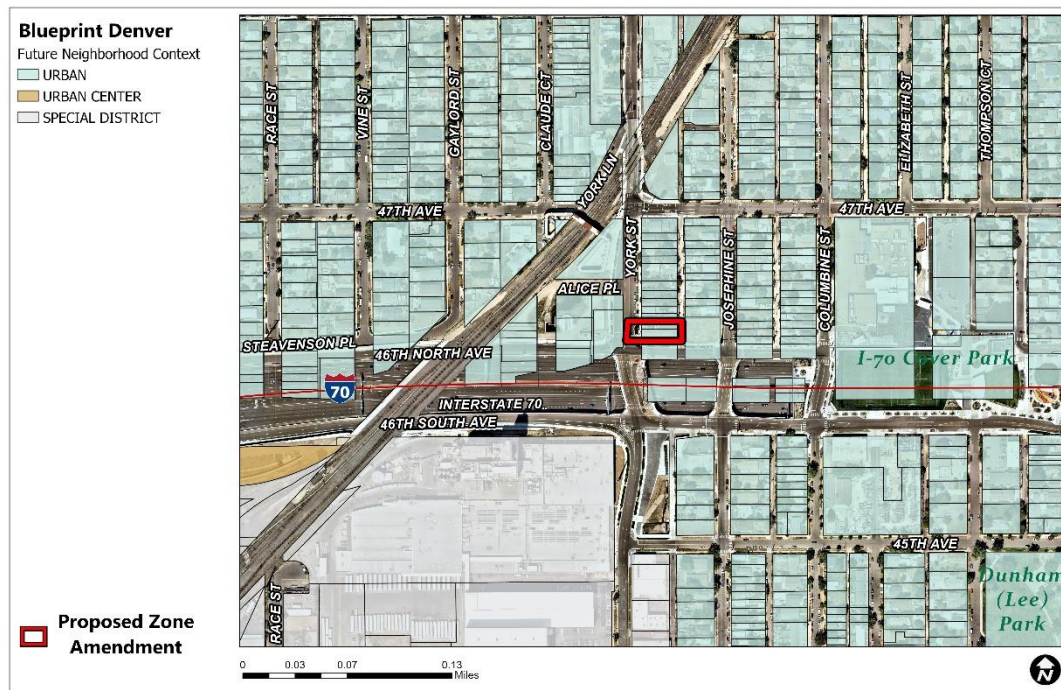 Blueprint Denver
Future Neighborhood Context
URBAN
URBAN CENTER
SPECIAL DISTRICT
RACE ST
VINE ST
GAYLORD ST
CLAUDE CT
YORK LN
ELIZABETH ST
THOMPSON CT
47TH AVE
47TH AVE
YORK ST
JOSEPHINE ST
COLUMBINE ST
ALICE PL
STEAVENSON PL
46TH NORTH AVE
I-70 Cover Park
70
INTERSTATE 70
46TH SOUTH AVE
45TH AVE
Dunham
(Lee)
Park
RACE ST
Proposed Zone
Amendment
0 0.03 0.07 0.13
Miles
N